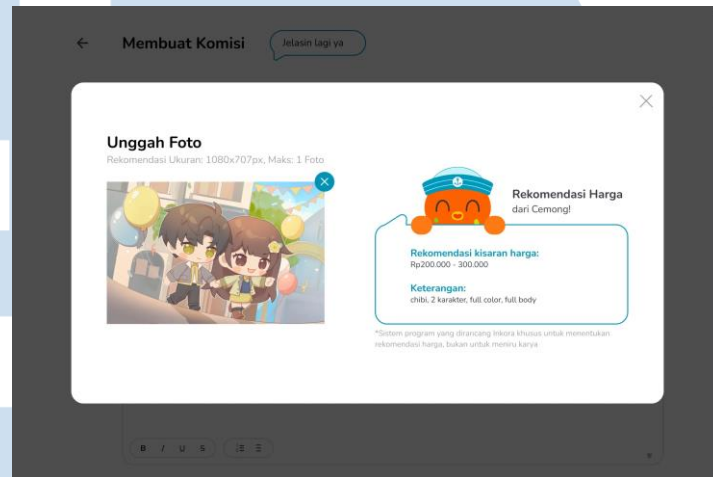 Membuat Komisi
Jelasin lagi ya
Unggah Foto
Rekomendasi Ukuran: 1080x707px, Maks: 1 Foto
Rekomendasi Harga
dari Cemong!
Rekomendasi kisaran harga:
Rp200.000 - 300.000
Keterangan:
chibi, 2 karakter, full color, full body
*Sistem program yang dirancang Inkora khusus untuk menentukan
rekomendasi harga, bukan untuk meniru karya
B I U S